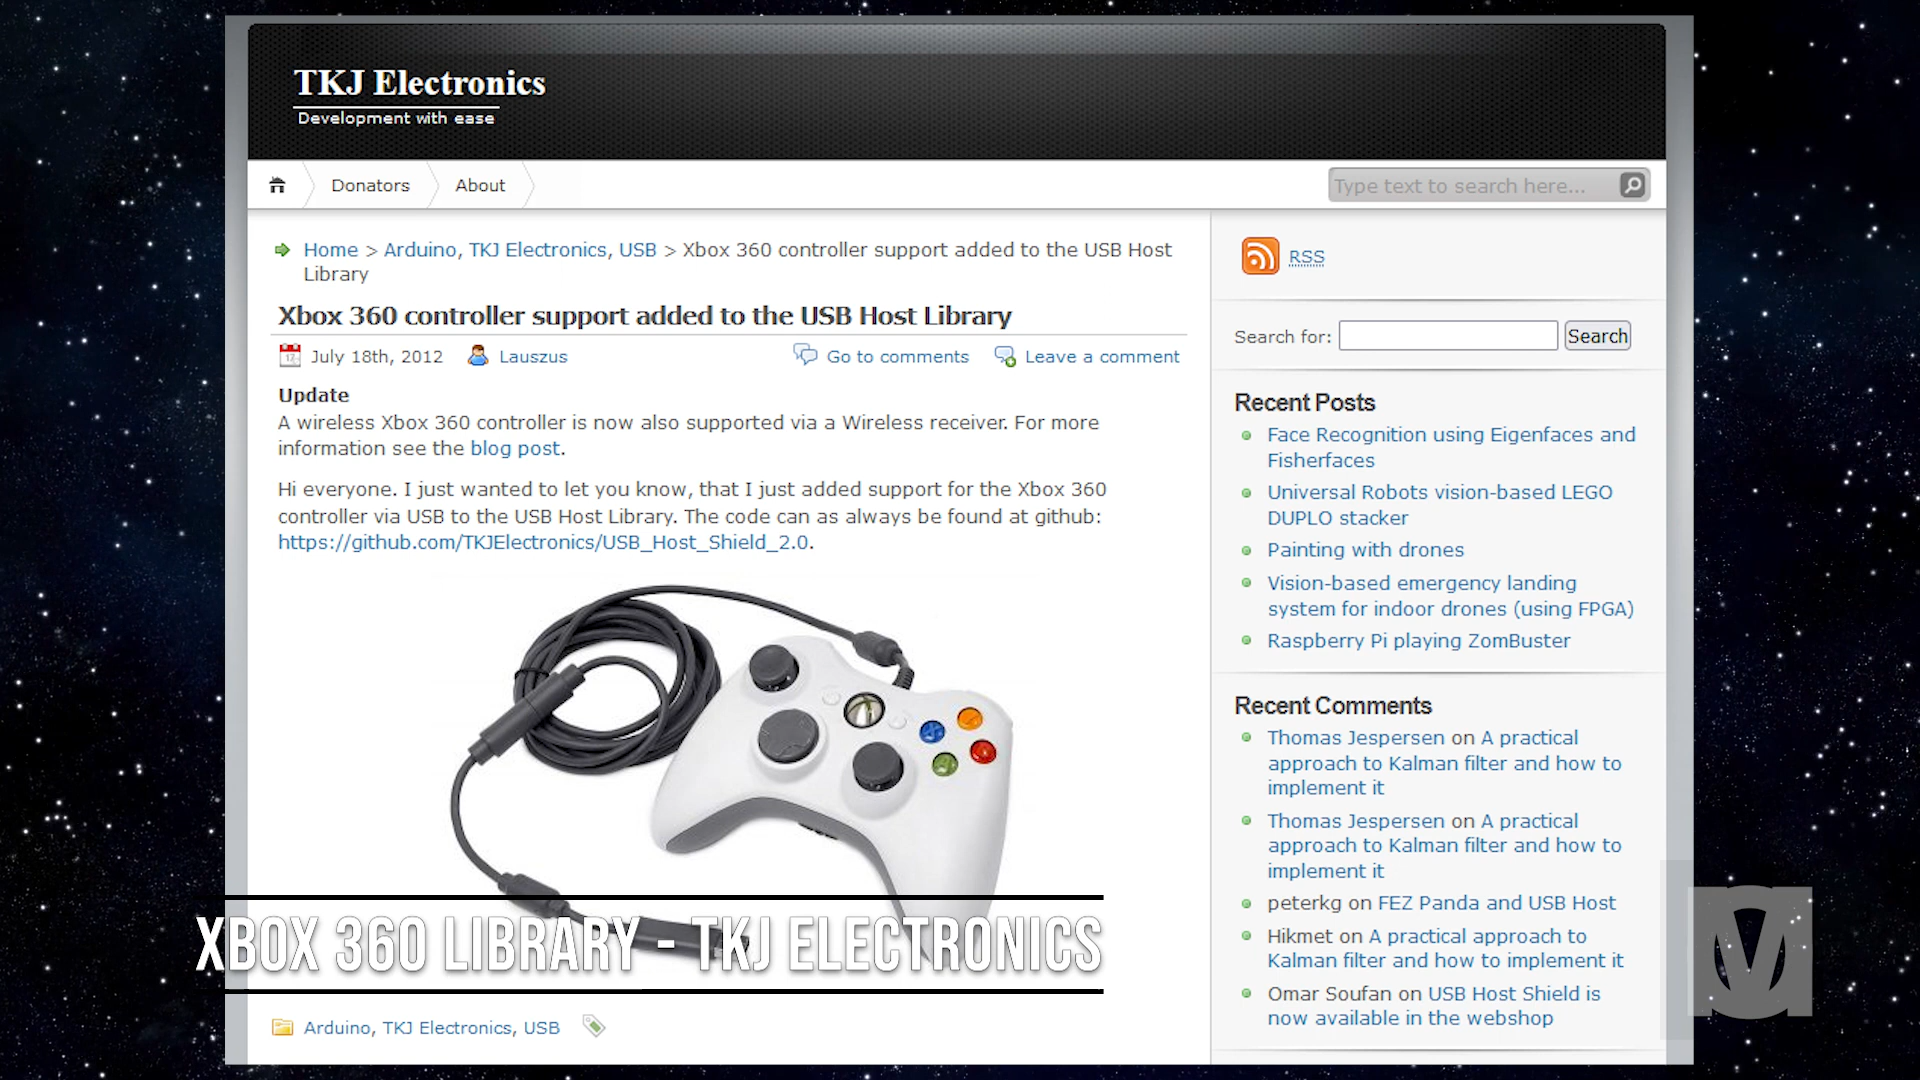 TKJ Electronics
Development with ease
Donators
About
Type text to search here...
Home > Arduino, TKJ Electronics, USB > Xbox 360 controller support added to the USB Host
Library
Xbox 360 controller support added to the USB Host Library
July 18th, 2012
Lauszus
Go to comments
Leave a comment
Update
A wireless Xbox 360 controller is now also supported via a Wireless receiver. For more
information see the blog post.
Hi everyone. I just wanted to let you know, that I just added support for the Xbox 360
controller via USB to the USB Host Library. The code can as always be found at github:
https://github.com/TKJElectronics/USB_Host_Shield_2.0.
XBOX 360 LIBRARY - TKJ ELECTRONICS
Arduino, TKJ Electronics, USB
RSS
Search for:
Search
Recent Posts
Face Recognition using Eigenfaces and
Fisherfaces
Universal Robots vision-based LEGO
DUPLO stacker
Painting with drones
Vision-based emergency landing
system for indoor drones (using FPGA)
Raspberry Pi playing ZomBuster
Recent Comments
Thomas Jespersen on A practical
approach to Kalman filter and how to
implement it
Thomas Jespersen on A practical
approach to Kalman filter and how to
implement it
peterkg on FEZ Panda and USB Host
Hikmet on A practical approach to
Kalman filter and how to implement it
Omar Soufan on USB Host Shield is
now available in the webshop